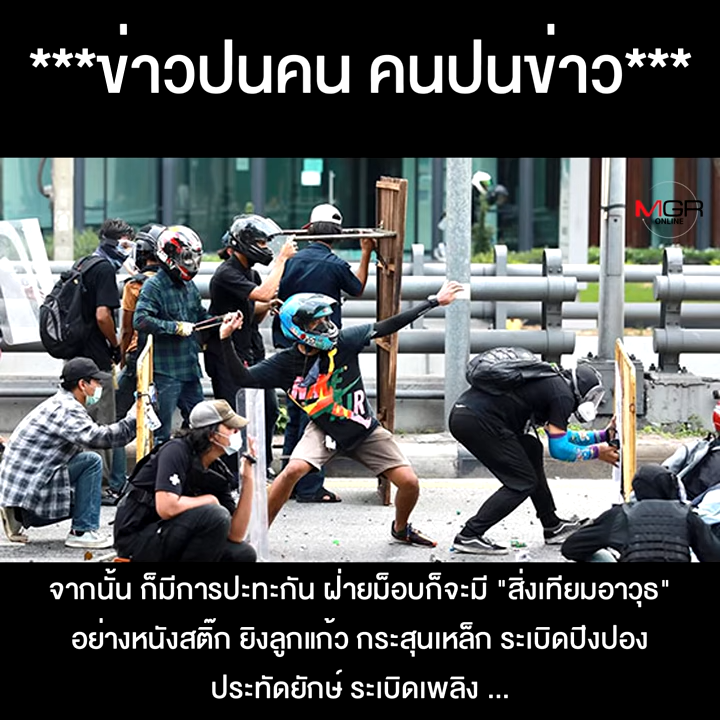 ***ข่าวปนคน คนปนข่าว***
MGR
ONLINE
จากนั้น ก็มีการปะทะกัน ฝ่ายม็อบก็จะมี "สิ่งเทียมอาวุธ"
อย่างหนังสติ๊ก ยิงลูกแก้ว กระสุนเหล็ก ระเบิดปิงปอง
ประทัดยักษ์ ระเบิดเพลิง ...